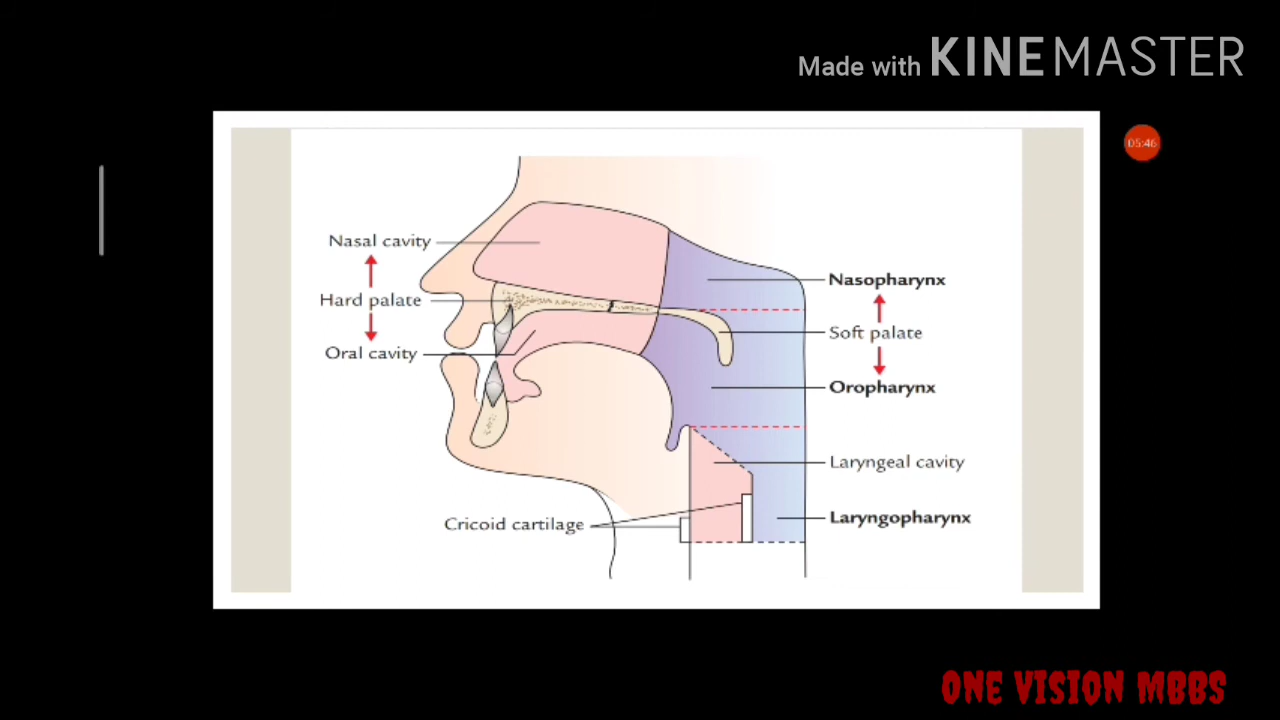 Made with KINEMASTER
05:46
Nasal cavity
Hard palate
Oral cavity
Nasopharynx
Soft palate
Oropharynx
Laryngeal cavity
Laryngopharynx
Cricoid cartilage
ONE VISION MBBS